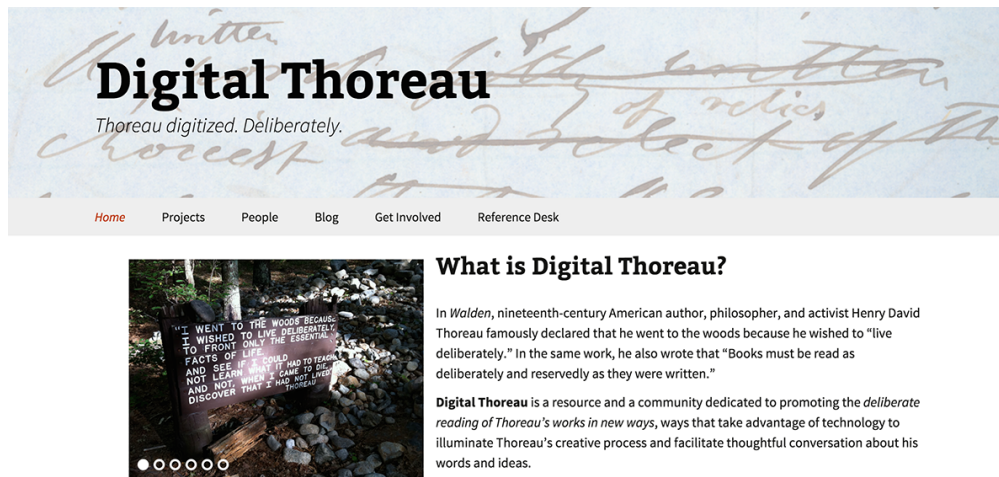 written
Digital Thoreau
Thoreau digitized. Deliberately.
of relics
and select of the
Home Projects People Blog Get Involved Reference Desk
"I WENT TO THE WOODS BECAUSE
I WISHED TO LIVE DELIBERATELY,
TO FRONT ONLY THE ESSENTIAL
FACTS OF LIFE.
AND SEE IF I COULD
NOT LEARN WHAT IT HAD TO TEACH
AND NOT, WHEN I CAME TO DIE,
DISCOVER THAT I HAD NOT LIVED."
THOREAU
What is Digital Thoreau?
In Walden, nineteenth-century American author, philosopher, and activist Henry David
Thoreau famously declared that he went to the woods because he wished to “live
deliberately.” In the same work, he also wrote that “Books must be read as
deliberately and reservedly as they were written.”
Digital Thoreau is a resource and a community dedicated to promoting the deliberate
reading of Thoreau’s works in new ways, ways that take advantage of technology to
illuminate Thoreau’s creative process and facilitate thoughtful conversation about his
words and ideas.